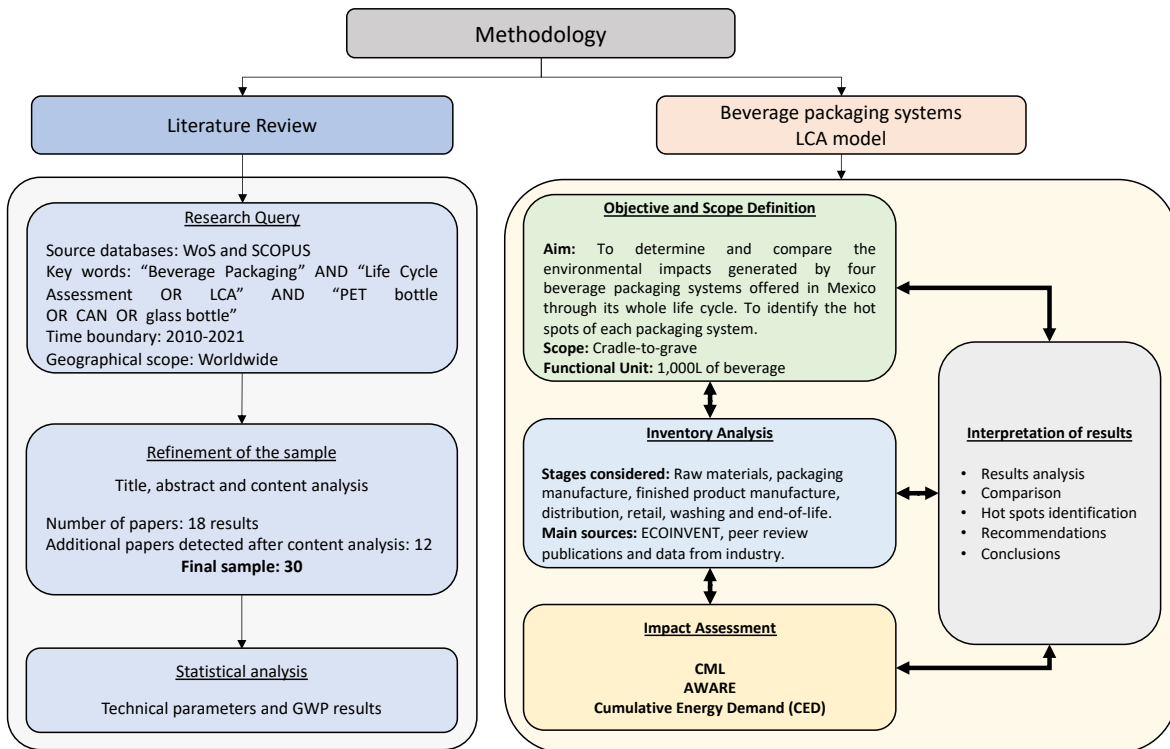 Methodology
Literature Review
Research Query
Source databases: WoS and SCOPUS
Key words: “Beverage Packaging” AND “Life Cycle
Assessment OR LCA” AND “PET bottle
OR CAN OR glass bottle”
Time boundary: 2010-2021
Geographical scope: Worldwide
Refinement of the sample
Title, abstract and content analysis
Number of papers: 18 results
Additional papers detected after content analysis: 12
Final sample: 30
Statistical analysis
Technical parameters and GWP results
Beverage packaging systems
LCA model
Objective and Scope Definition
Aim: To determine and compare the
environmental impacts generated by four
beverage packaging systems offered in Mexico
through its whole life cycle. To identify the hot
spots of each packaging system.
Scope: Cradle-to-grave
Functional Unit: 1,000L of beverage
Inventory Analysis
Stages considered: Raw materials, packaging
manufacture, finished product manufacture,
distribution, retail, washing and end-of-life.
Main sources: ECOINVENT, peer review
publications and data from industry.
Impact Assessment
CML
AWARE
Cumulative Energy Demand (CED)
Interpretation of results
• Results analysis
• Comparison
• Hot spots identification
• Recommendations
• Conclusions